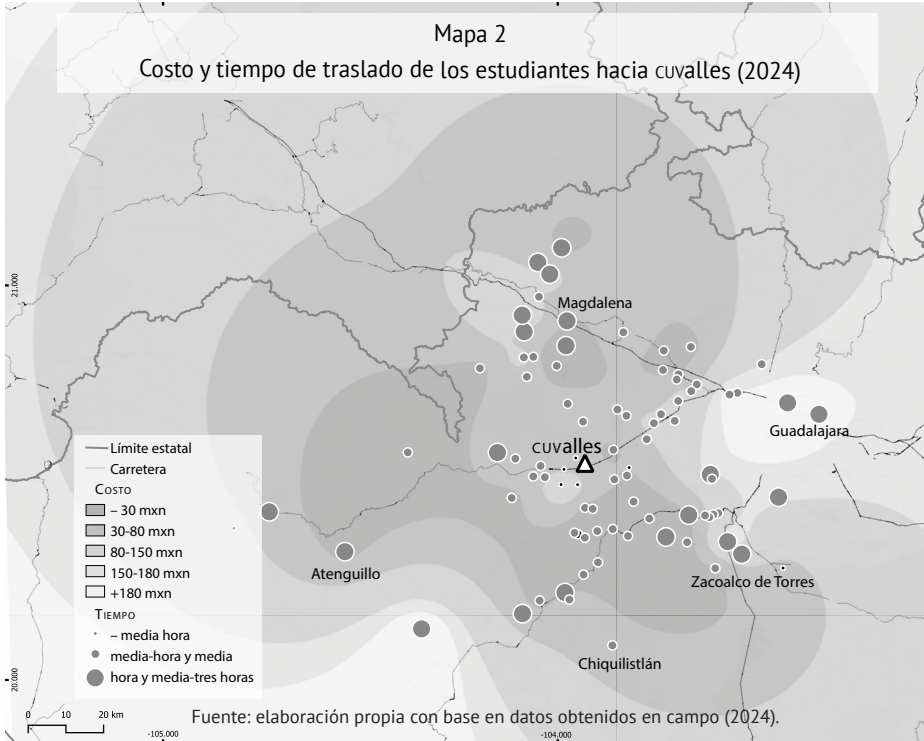 Mapa 2
Costo y tiempo de traslado de los estudiantes hacia CUValles (2024)
21.000
Magdalena
Guadalajara
CUValles
Límite estatal
Carretera
Costo
– 30 mxn
30-80 mxn
80-150 mxn
150-180 mxn
+180 mxn
Tiempo
– media hora
media-hora y media
hora y media-tres horas
Atenguillo
Zacoalco de Torres
Chiquilistlán
20.000
0 10 20 km
Fuente: elaboración propia con base en datos obtenidos en campo (2024).
-105.000
-104.000